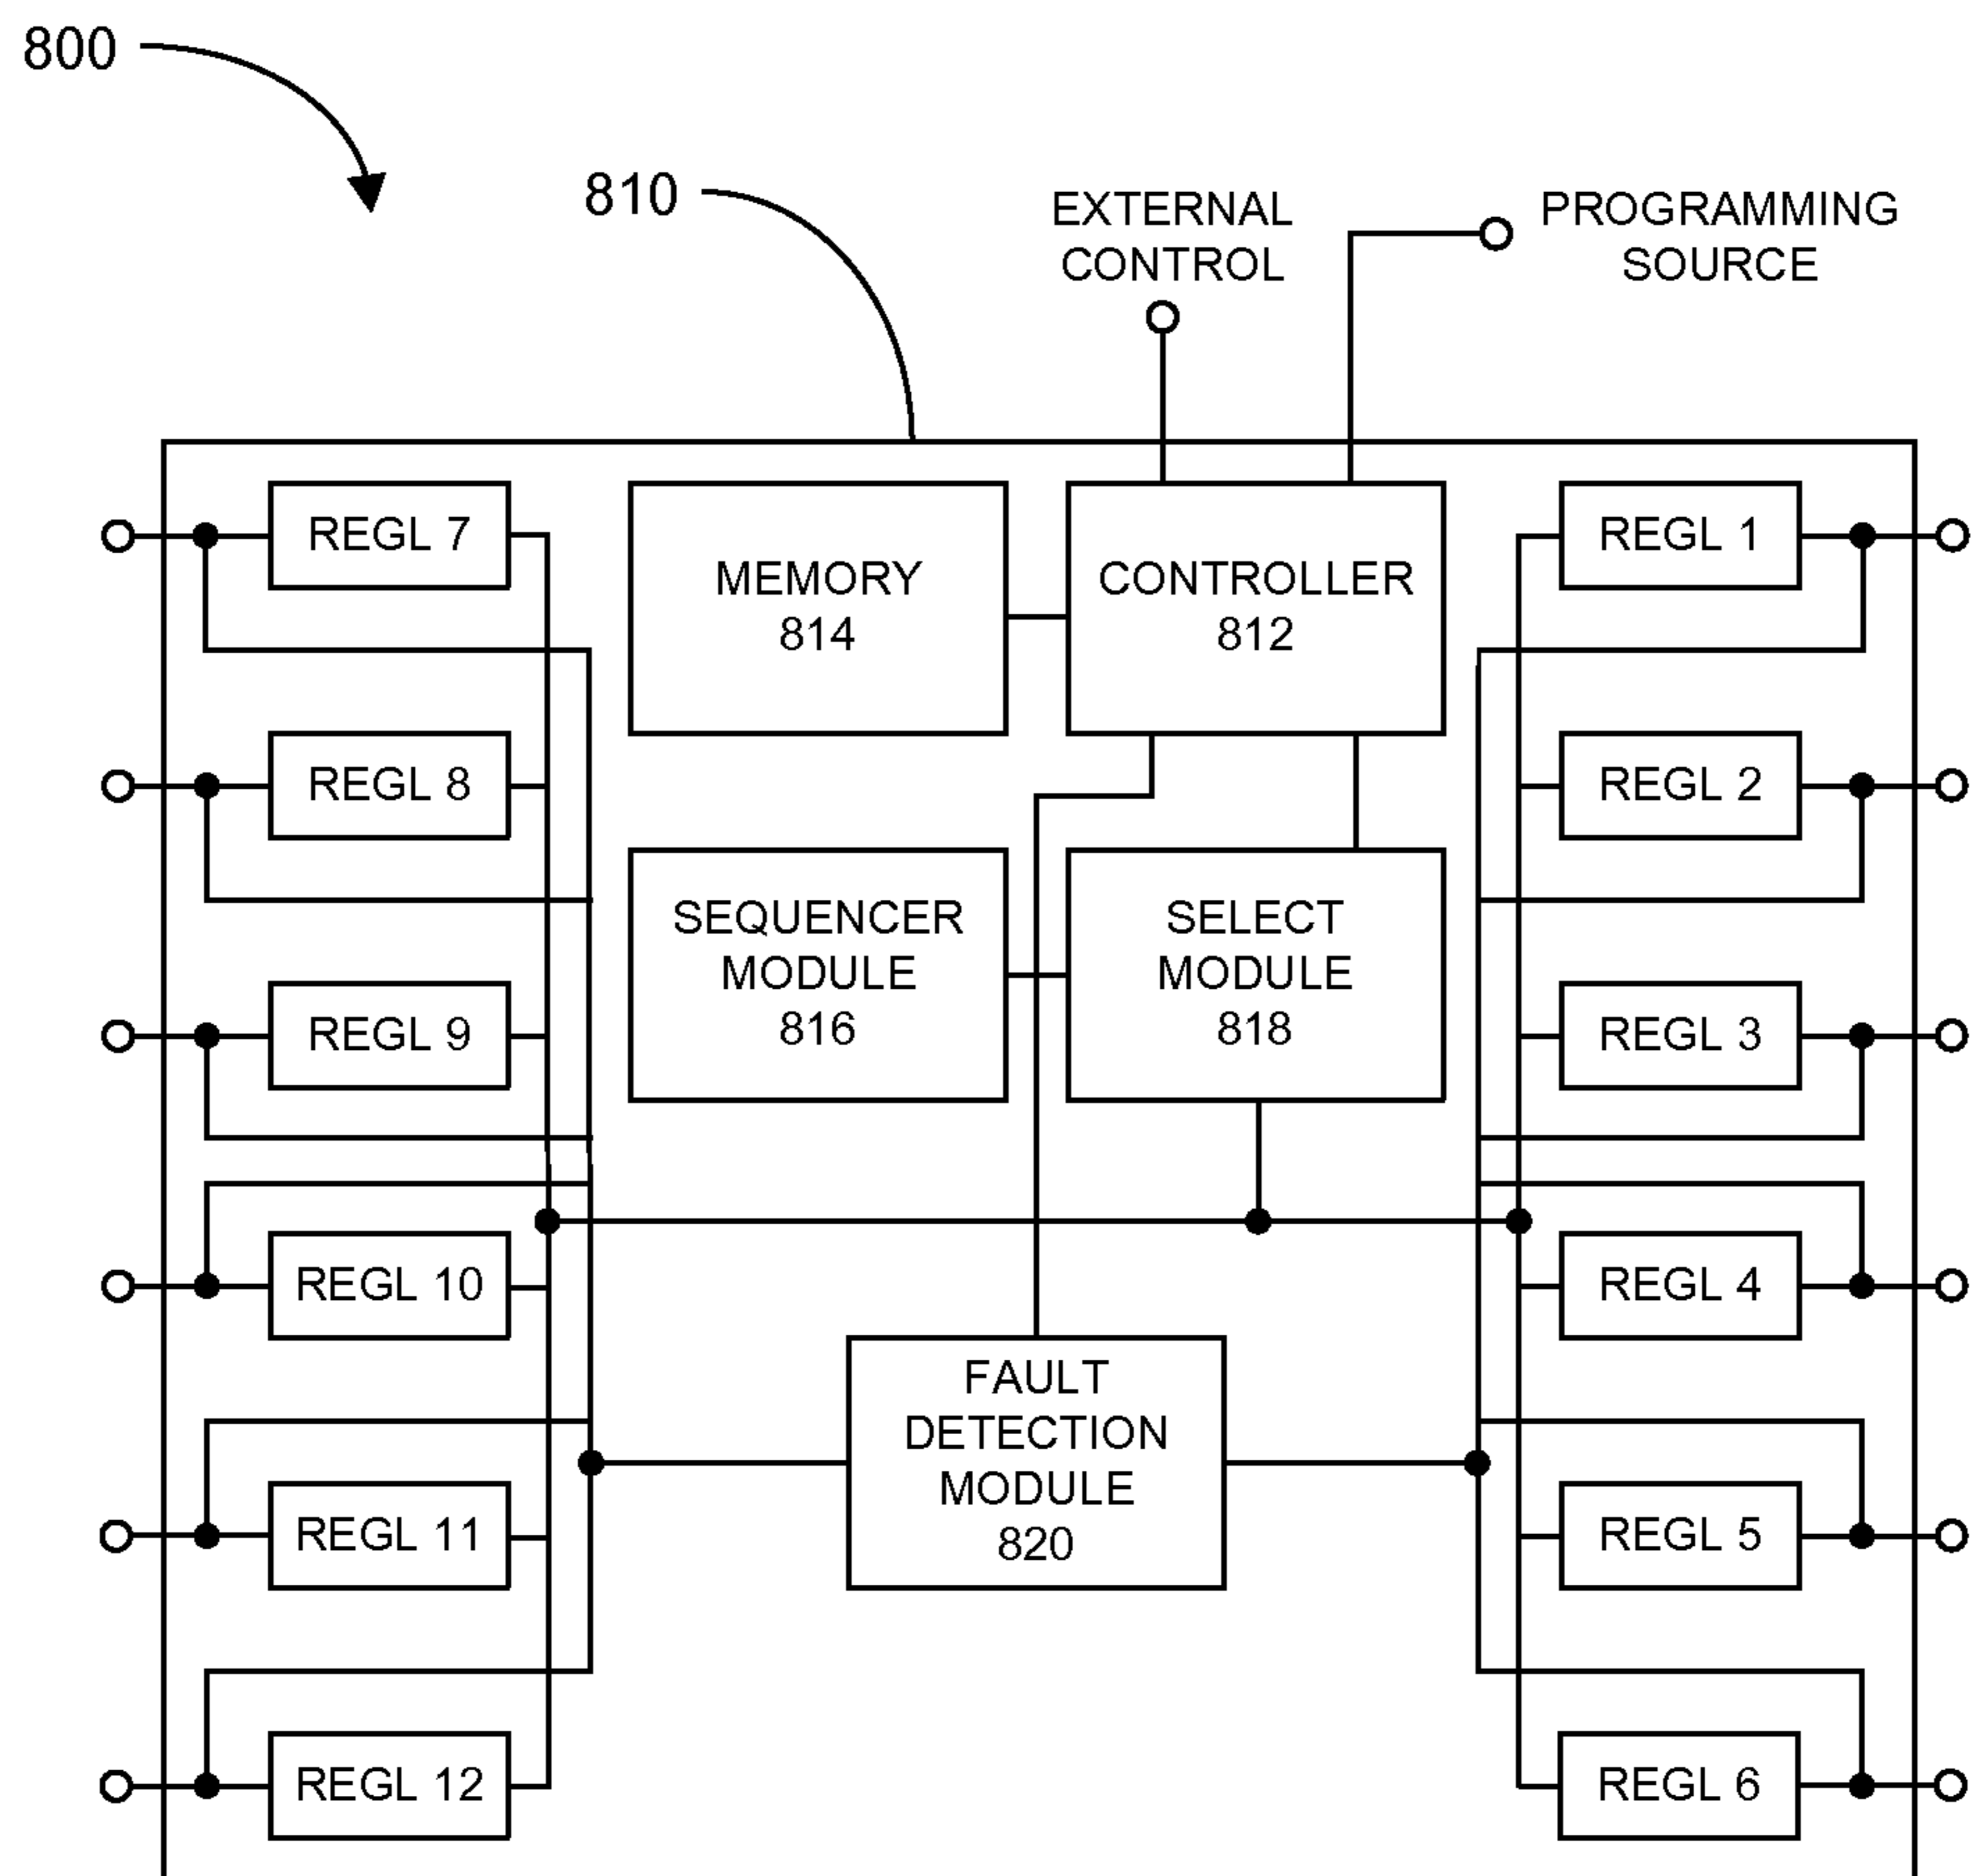 800
810
EXTERNAL
CONTROL
PROGRAMMING
SOURCE
REGL 7
MEMORY
814
CONTROLLER
812
REGL 1
REGL 8
REGL 2
SEQUENCER
MODULE
816
SELECT
MODULE
818
REGL 9
REGL 3
REGL 10
REGL 4
FAULT
DETECTION
MODULE
820
REGL 11
REGL 5
REGL 12
REGL 6